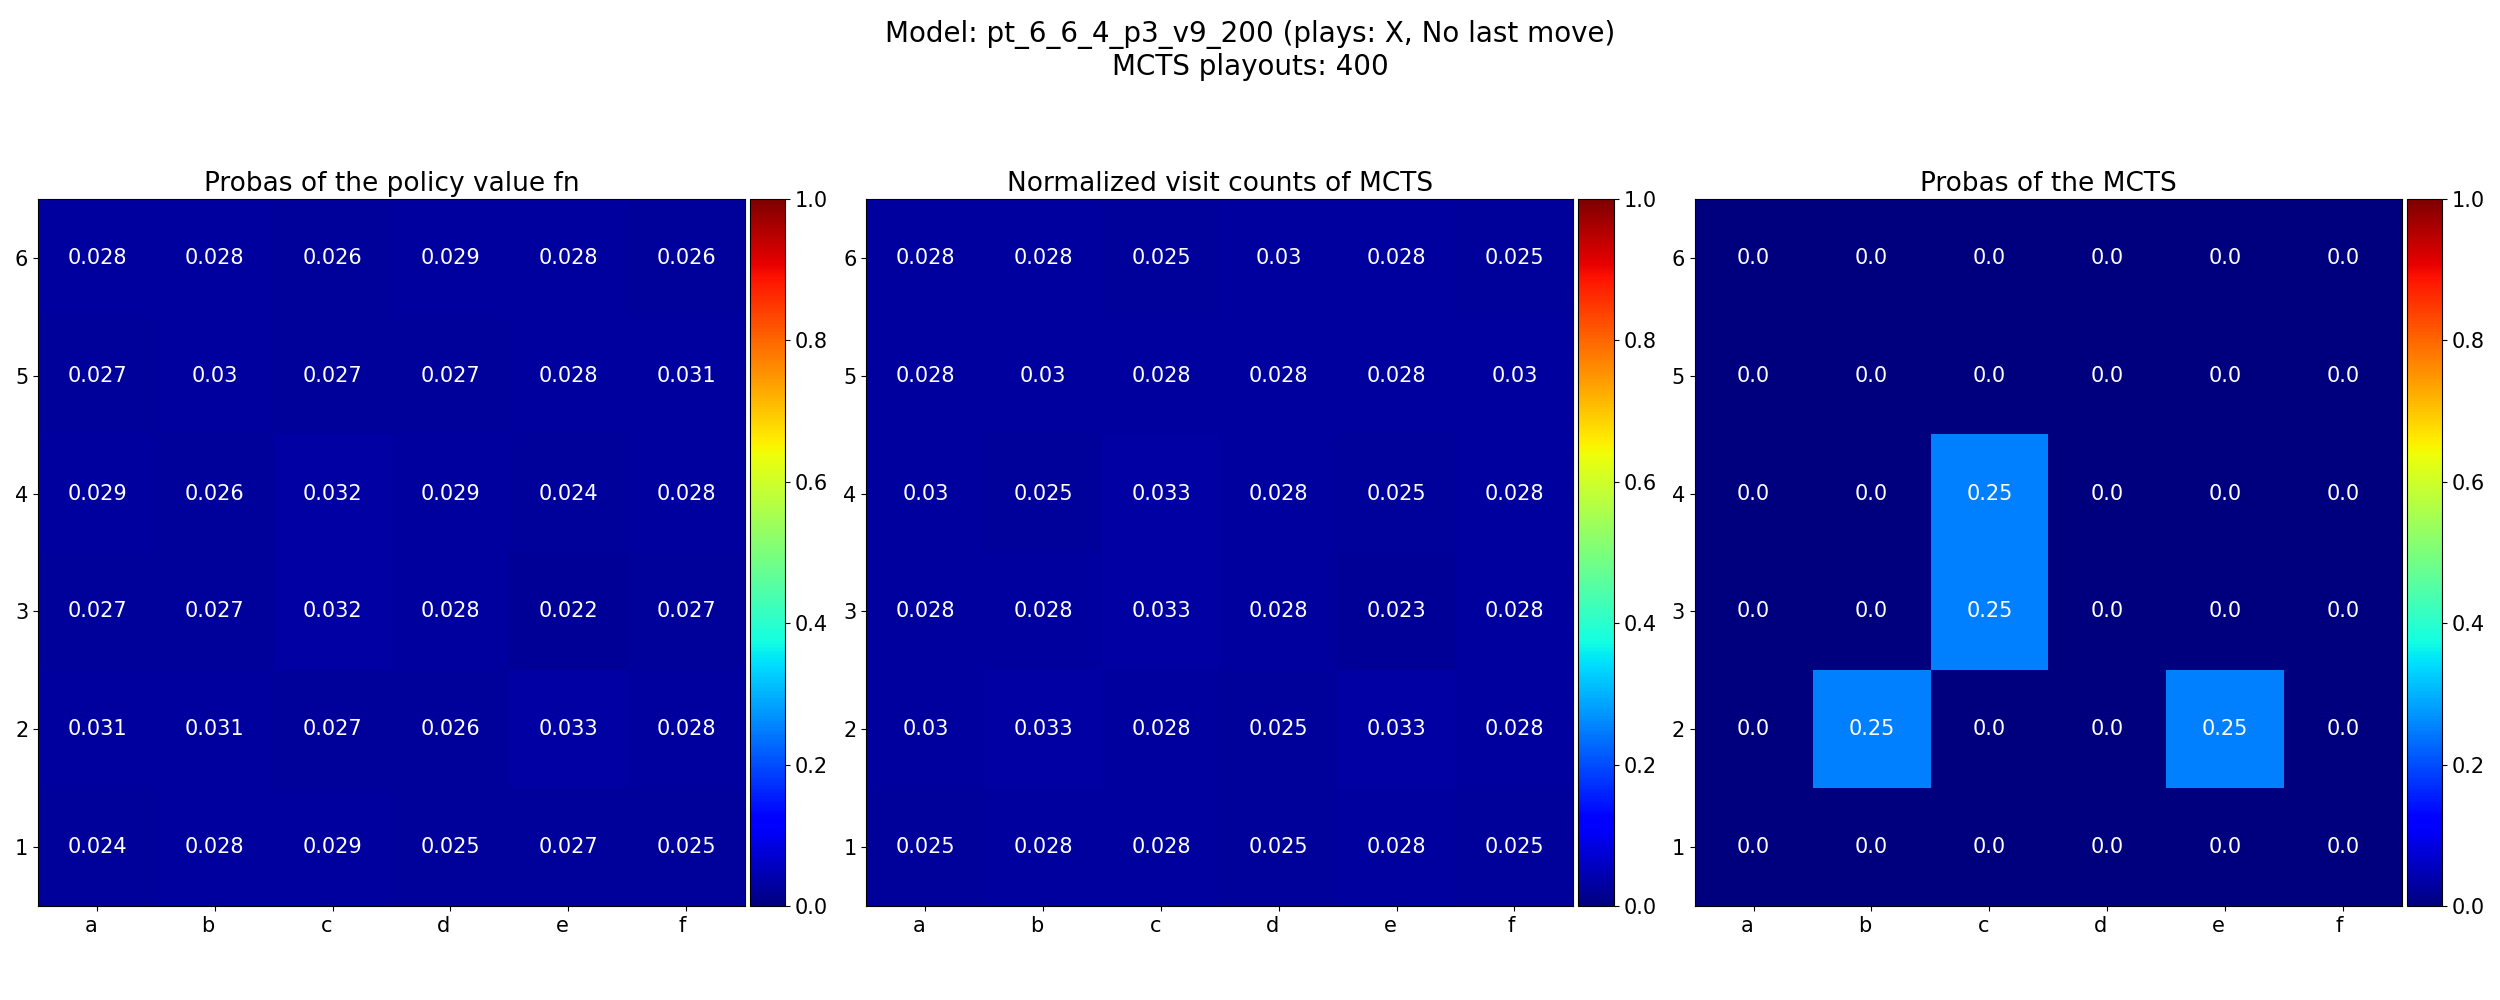 Model: pt_6_6_4_p3_v9_200 (plays: X, No last move)
MCTS playouts: 400
Probas of the policy value fn
6 0.028 0.028 0.026 0.029 0.028 0.026
5 0.027 0.03 0.027 0.027 0.028 0.031
4 0.029 0.026 0.032 0.029 0.024 0.028
3 0.027 0.027 0.032 0.028 0.022 0.027
2 0.031 0.031 0.027 0.026 0.033 0.028
1 0.024 0.028 0.029 0.025 0.027 0.025
a b c d e f
1.0
0.8
0.6
0.4
0.2
0.0
Normalized visit counts of MCTS
6 0.028 0.028 0.025 0.03 0.028 0.025
5 0.028 0.03 0.028 0.028 0.028 0.03
4 0.03 0.025 0.033 0.028 0.025 0.028
3 0.028 0.028 0.033 0.028 0.023 0.028
2 0.03 0.033 0.028 0.025 0.033 0.028
1 0.025 0.028 0.028 0.025 0.028 0.025
a b c d e f
1.0
0.8
0.6
0.4
0.2
0.0
Probas of the MCTS
6 0.0 0.0 0.0 0.0 0.0 0.0
5 0.0 0.0 0.0 0.0 0.0 0.0
4 0.0 0.0 0.25 0.0 0.0 0.0
3 0.0 0.0 0.25 0.0 0.0 0.0
2 0.0 0.25 0.0 0.0 0.25 0.0
1 0.0 0.0 0.0 0.0 0.0 0.0
a b c d e f
1.0
0.8
0.6
0.4
0.2
0.0